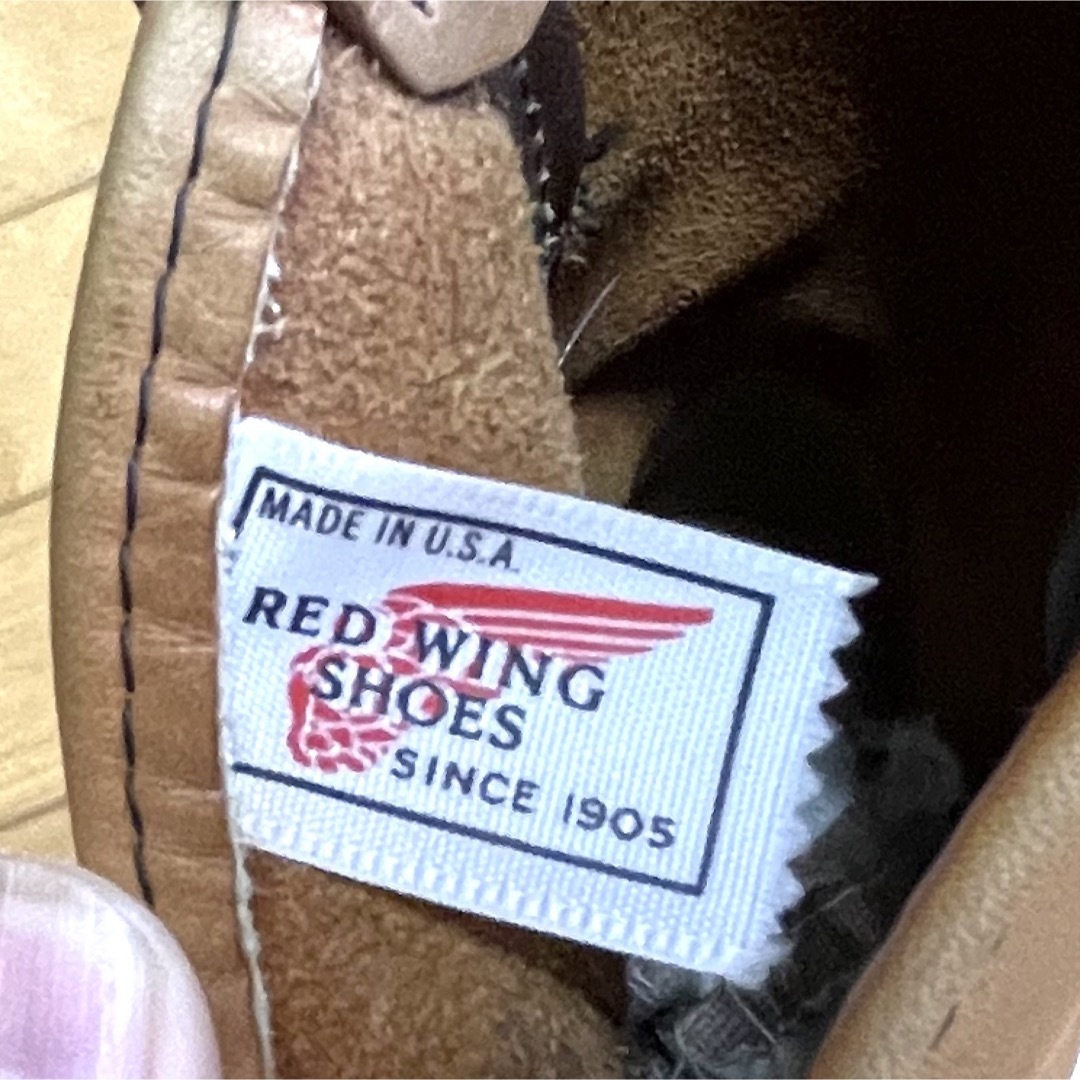 MADE IN U.S.A.
RED WING
SHOES
SINCE 1905